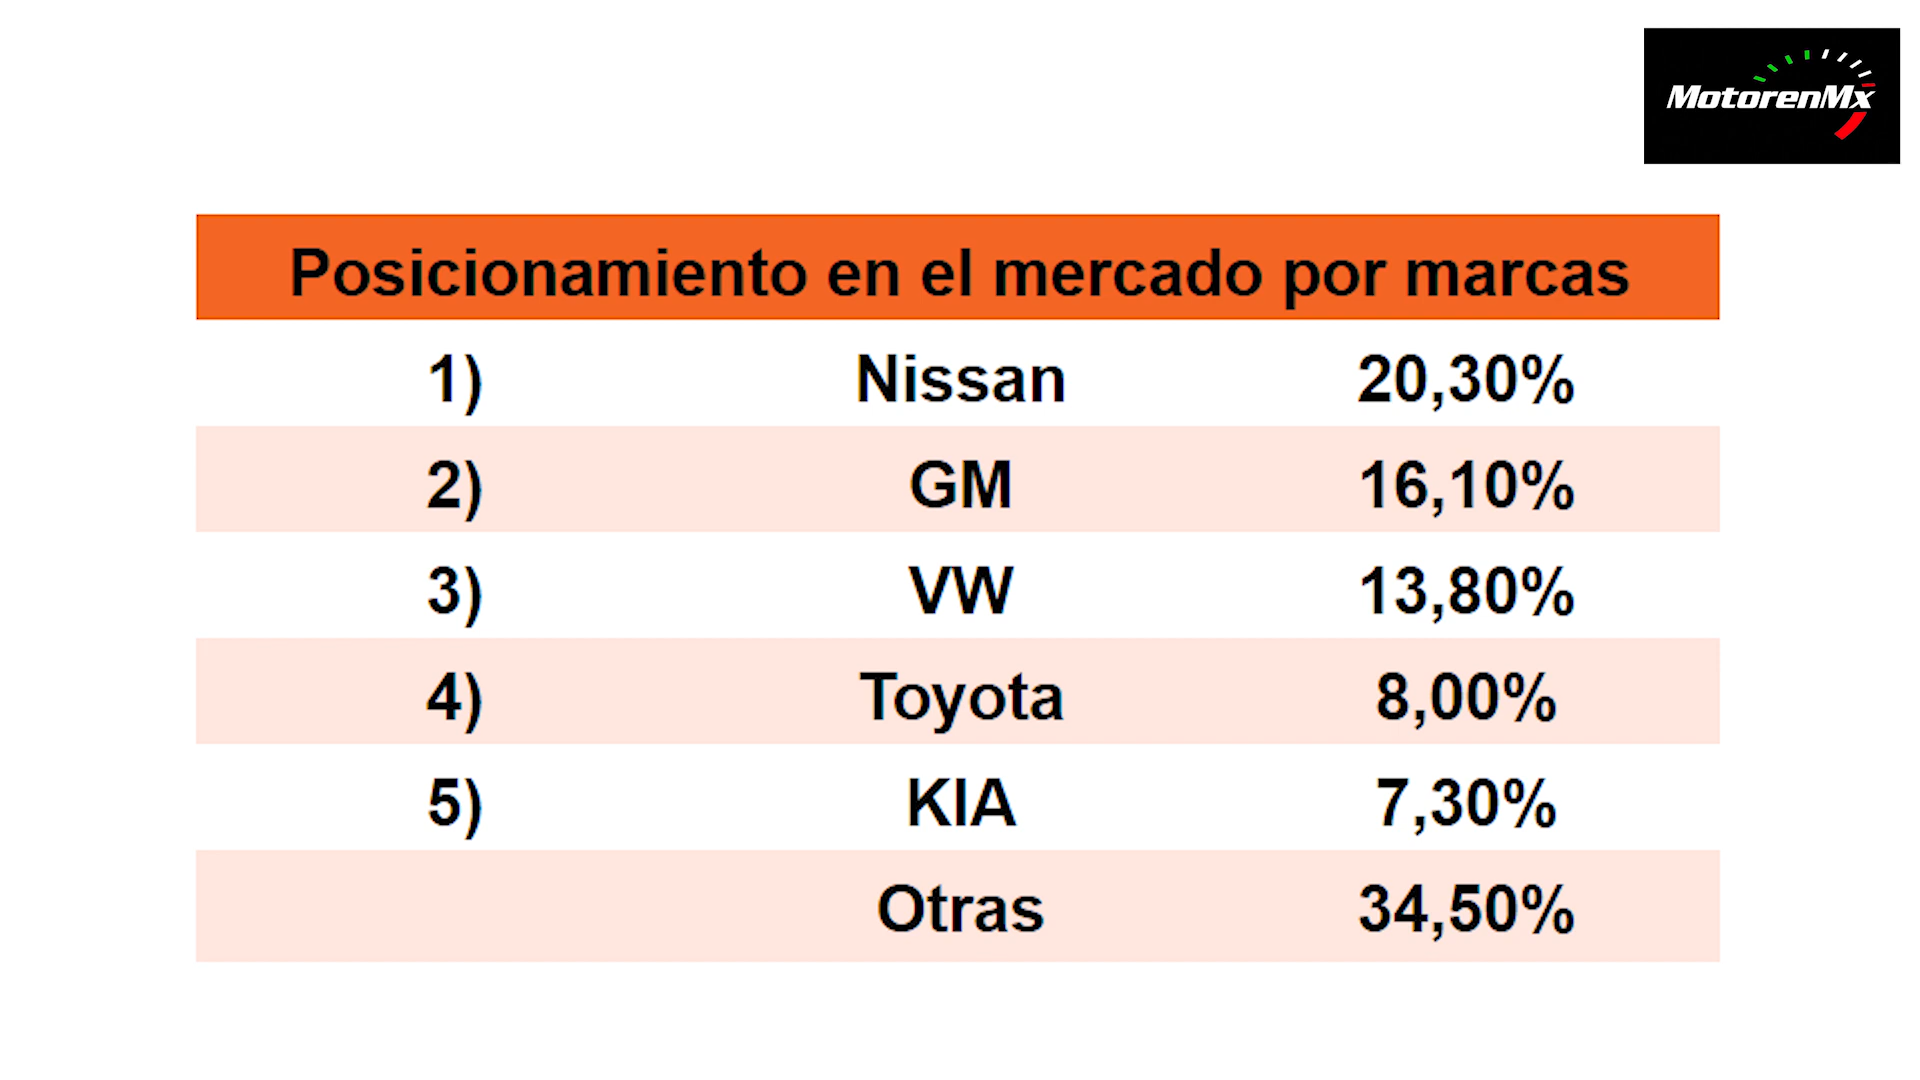 MotorenMx
Posicionamiento en el mercado por marcas
1) Nissan 20,30%
2) GM 16,10%
3) VW 13,80%
4) Toyota 8,00%
5) KIA 7,30%
Otras 34,50%